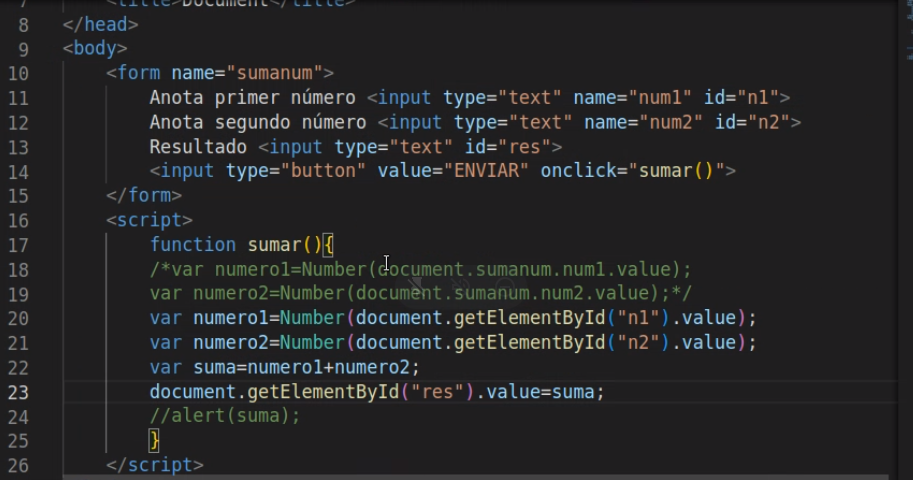 7 <title>Document</title>
8 </head>
9 <body>
10 <form name="sumanum">
11 Anota primer número <input type="text" name="num1" id="n1">
12 Anota segundo número <input type="text" name="num2" id="n2">
13 Resultado <input type="text" id="res">
14 <input type="button" value="ENVIAR" onclick="sumar()">
15 </form>
16 <script>
17 function sumar(){
18 /*var numero1=Number(document.sumanum.num1.value);
19 var numero2=Number(document.sumanum.num2.value);*/
20 var numero1=Number(document.getElementById("n1").value);
21 var numero2=Number(document.getElementById("n2").value);
22 var suma=numero1+numero2;
23 document.getElementById("res").value=suma;
24 //alert(suma);
25 }
26 </script>